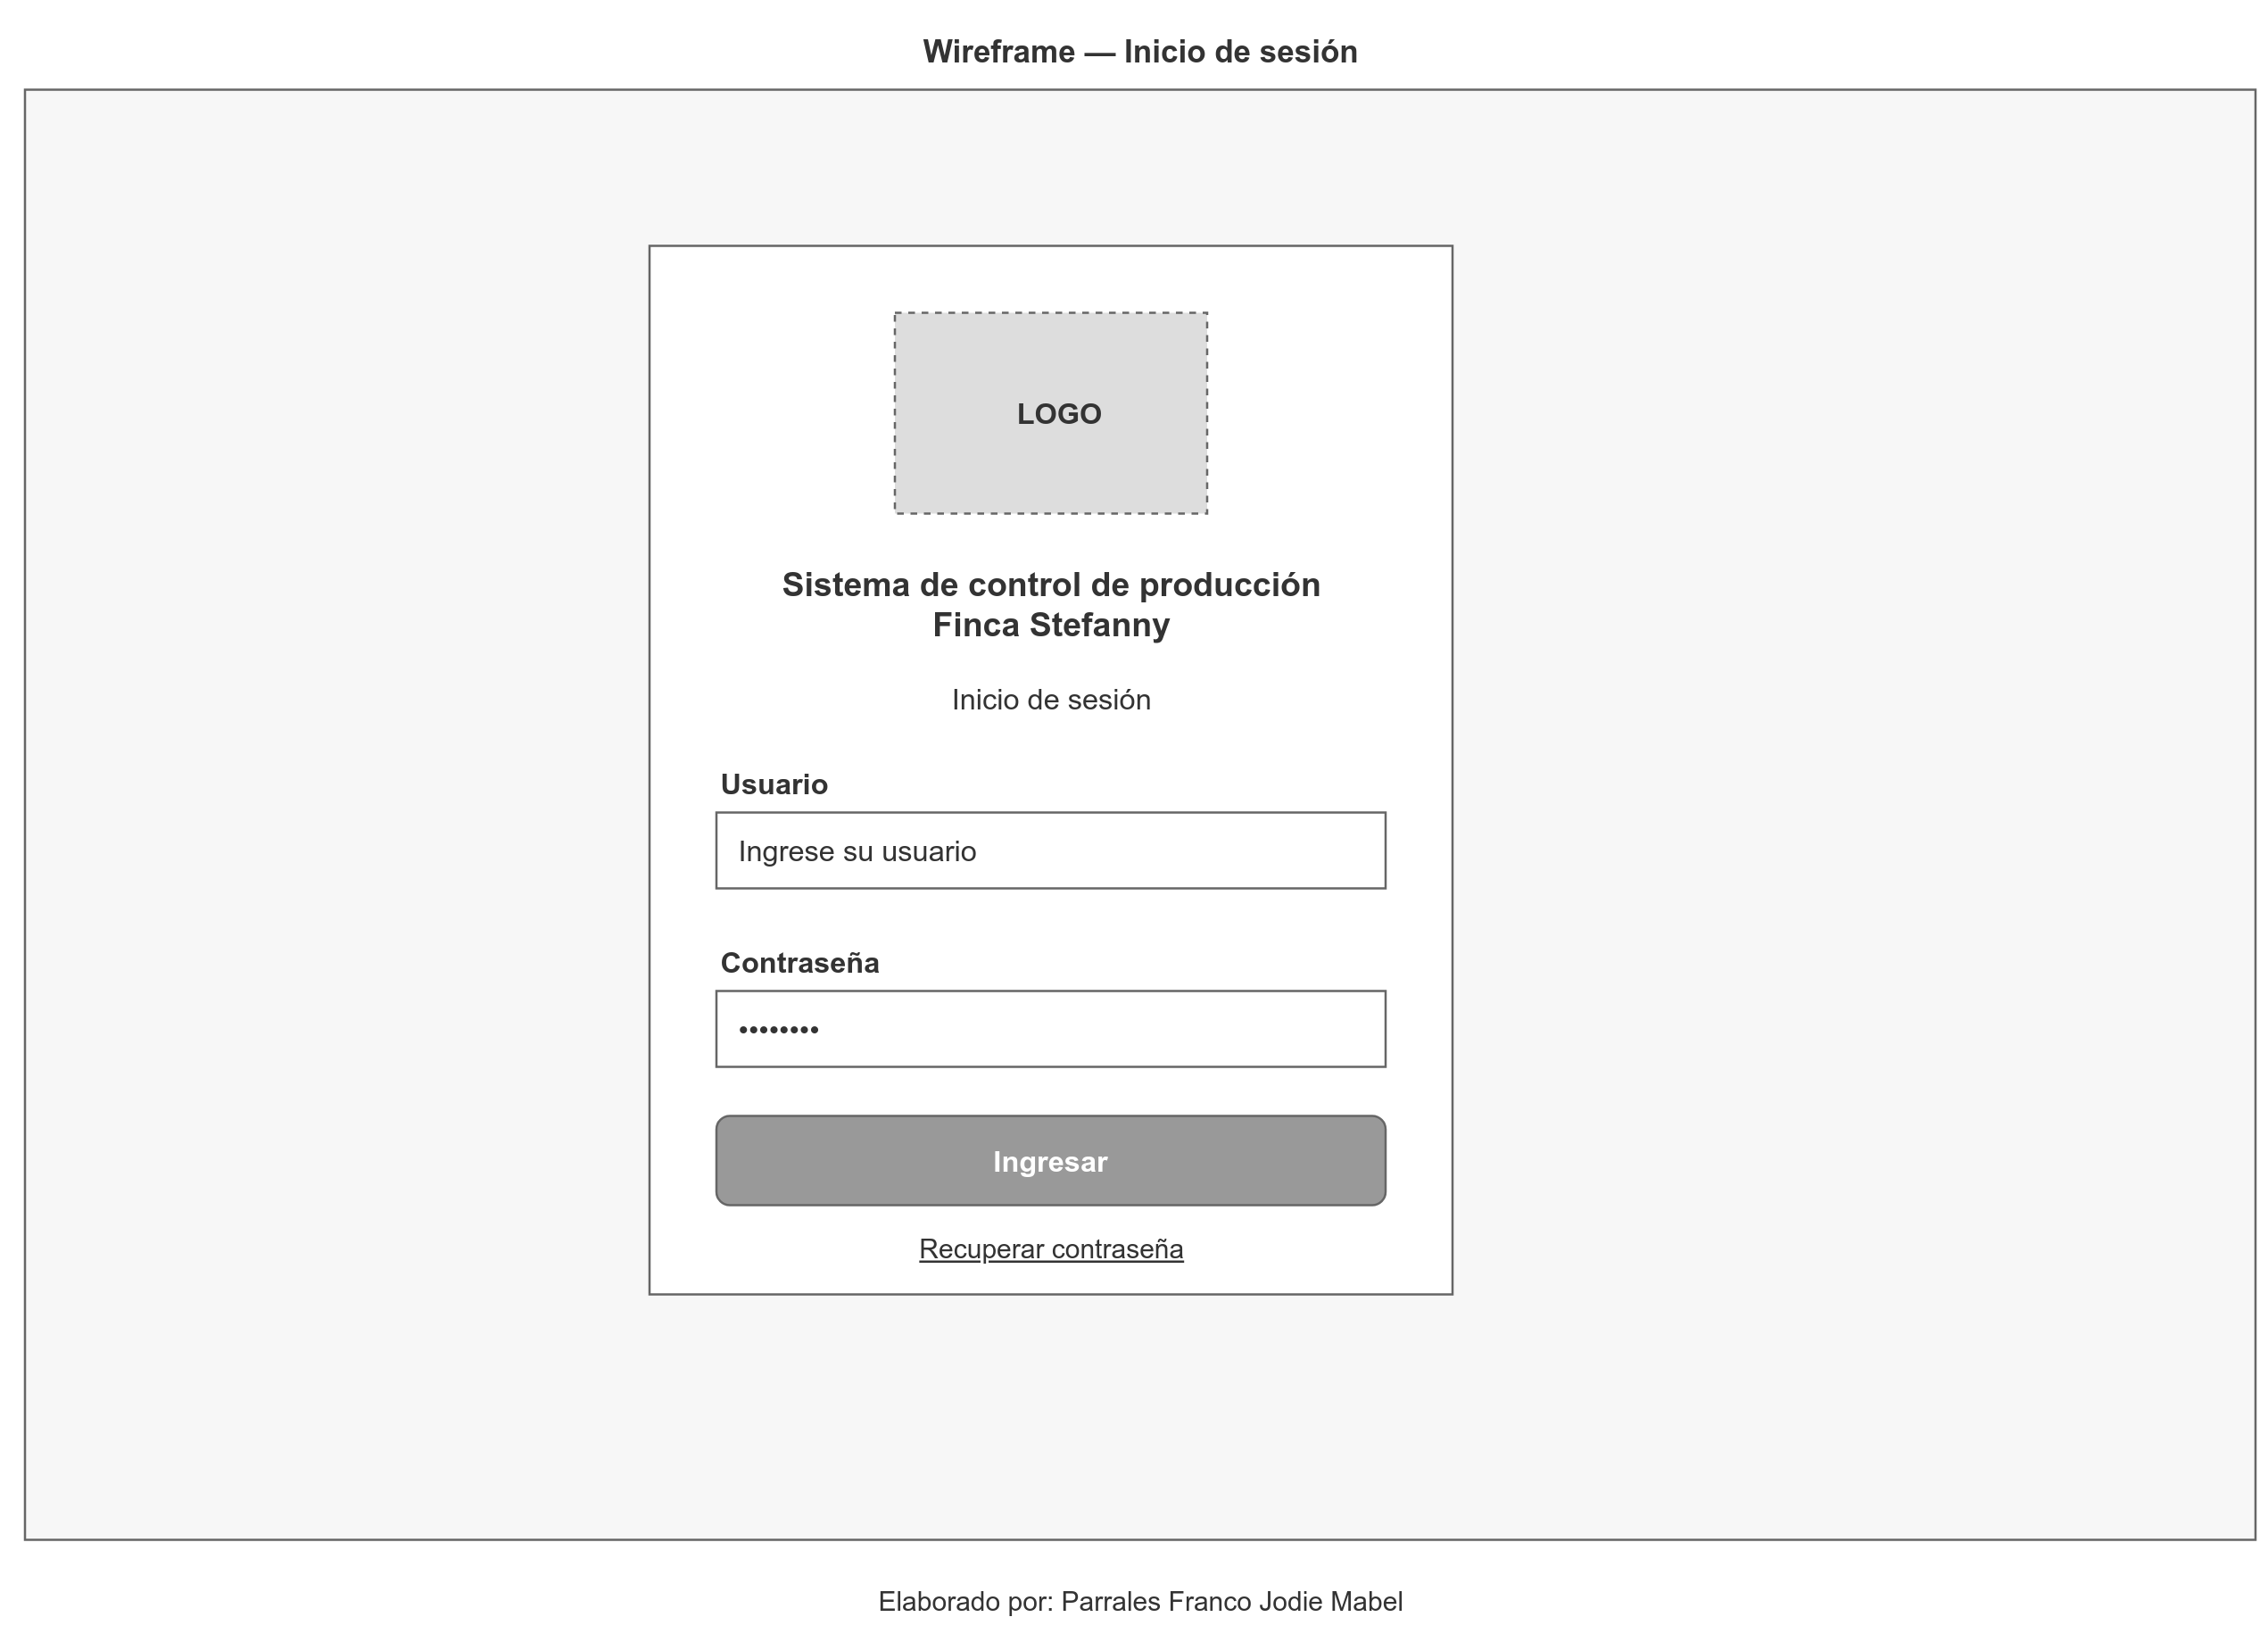 Wireframe — Inicio de sesión
LOGO
Sistema de control de producción
Finca Stefanny
Inicio de sesión
Usuario
Ingrese su usuario
Contraseña
••••••••
Ingresar
Recuperar contraseña
Elaborado por: Parrales Franco Jodie Mabel